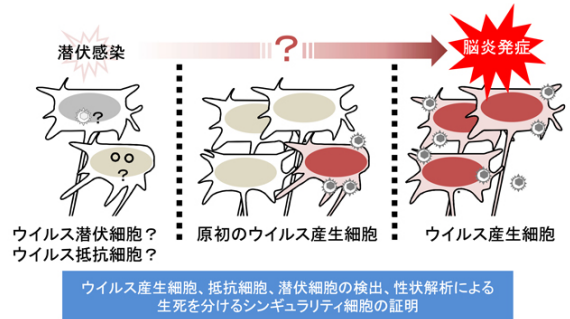 潜伏感染
?
脳炎発症
?
?
ウイルス潜伏細胞?
ウイルス抵抗細胞?
原初のウイルス産生細胞
ウイルス産生細胞
ウイルス産生細胞、抵抗細胞、潜伏細胞の検出、性状解析による
生死を分けるシンギュラリティ細胞の証明